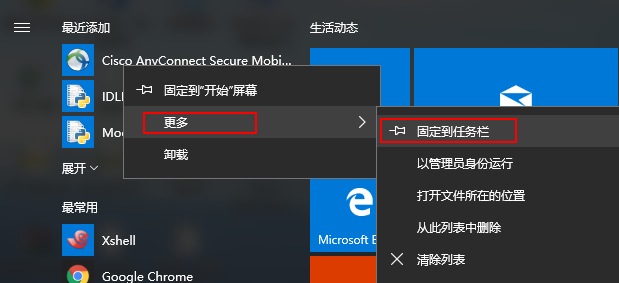 最近添加
生活动态
Cisco AnyConnect Secure Mobi...
固定到"开始"屏幕
IDL
更多
固定到任务栏
Mod
卸载
以管理员身份运行
展开
打开文件所在的位置
最常用
从此列表中删除
Xshell
Microsoft E
清除列表
Google Chrome